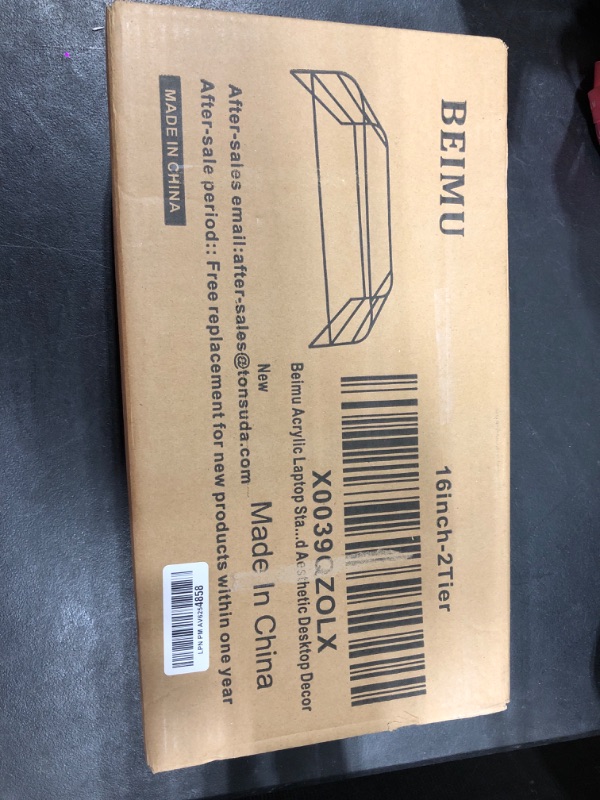 BEIMU
16inch-2Tier
X0039QZOLX
Beimu Acrylic Laptop Sta...d Aesthetic Desktop Decor
New
Made In China
After-sales email:after-sales@tonsuda.com
After-sale period:: Free replacement for new products within one year
MADE IN CHINA